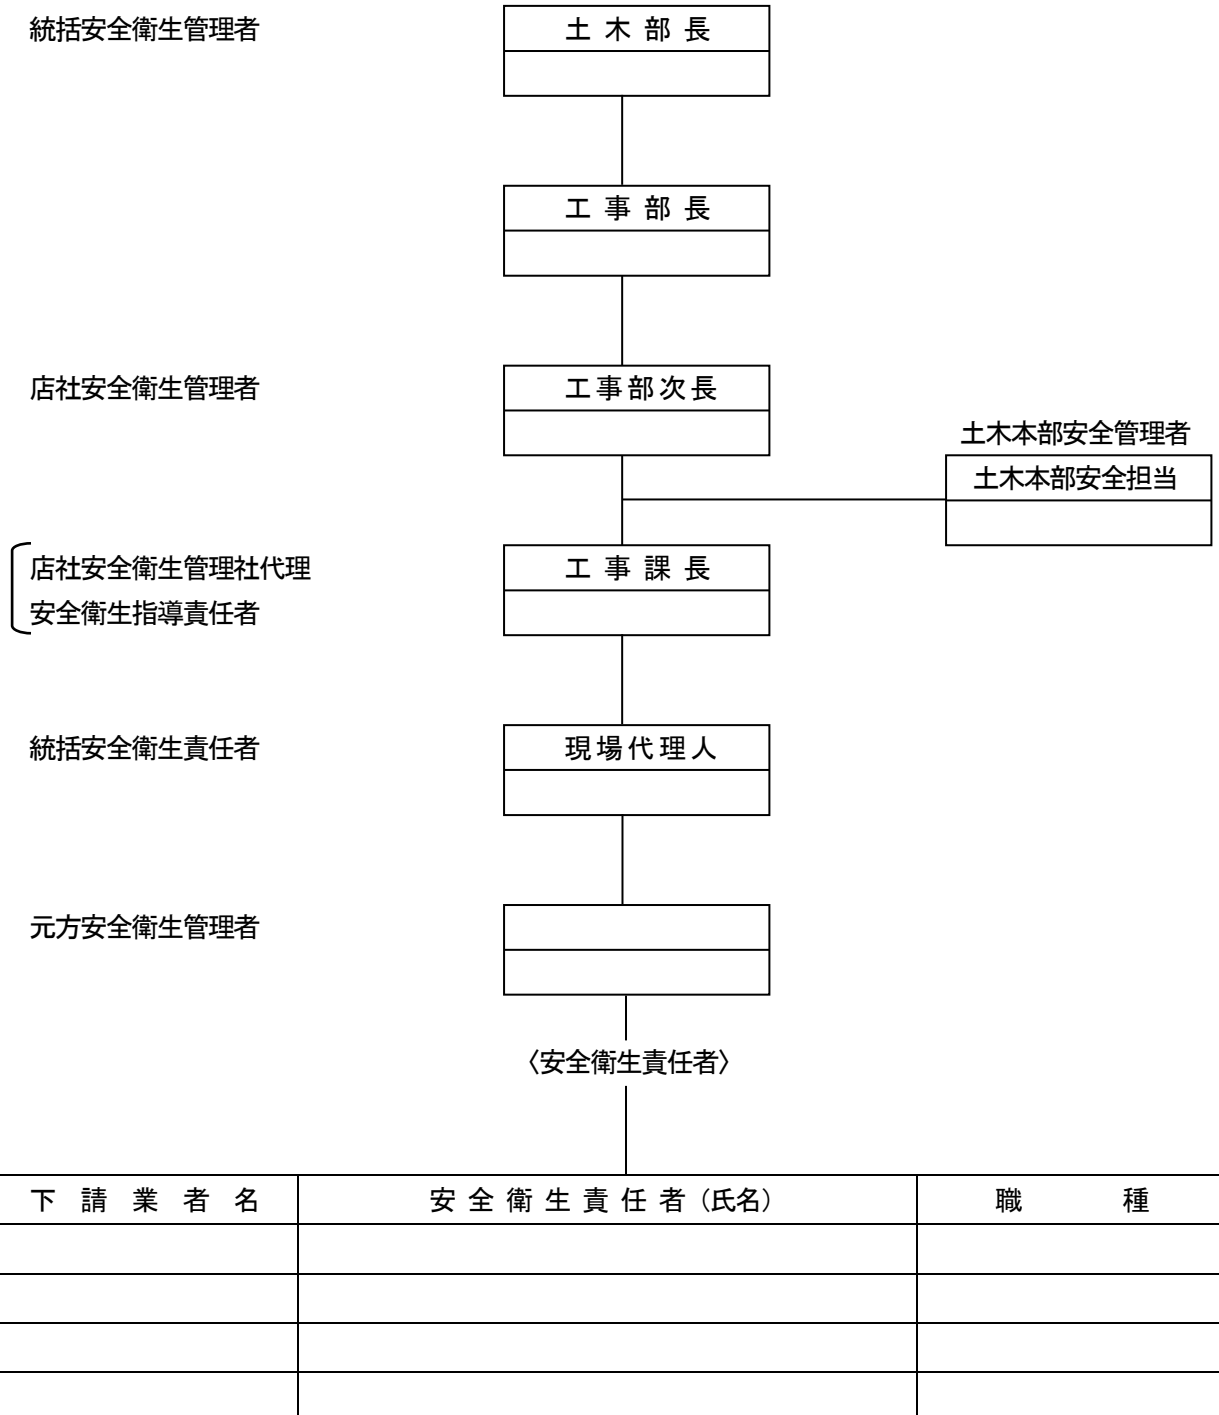 統括安全衛生管理者
土木部長
工事部長
店社安全衛生管理者
工事部次長
土木本部安全管理者
土木本部安全担当
店社安全衛生管理社代理
安全衛生指導責任者
工事課長
統括安全衛生責任者
現場代理人
元方安全衛生管理者
〈安全衛生責任者〉
下請業者名 安全衛生責任者（氏名） 職種